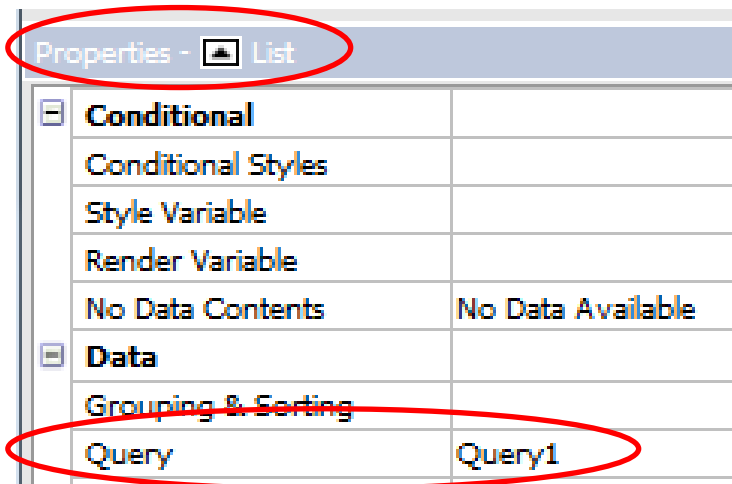 Properties - List
Conditional
Conditional Styles
Style Variable
Render Variable
No Data Contents No Data Available
Data
Grouping & Sorting
Query Query1